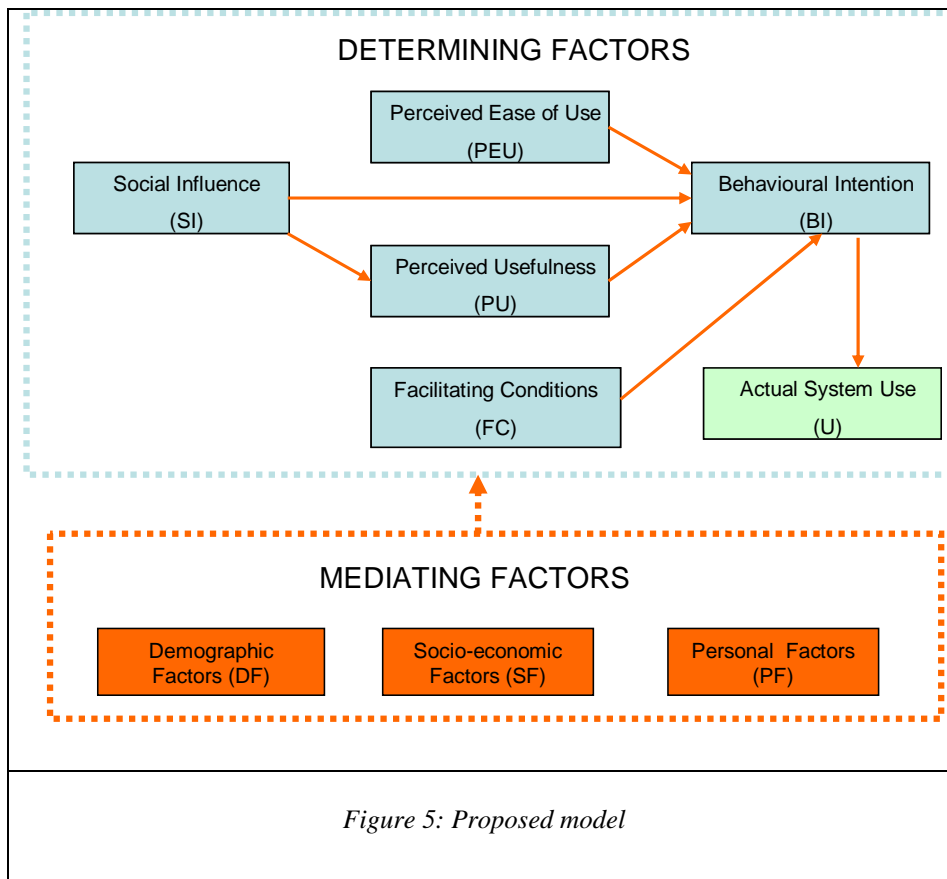 DETERMINING FACTORS
Perceived Ease of Use
(PEU)
Social Influence
(SI)
Behavioural Intention
(BI)
Perceived Usefulness
(PU)
Facilitating Conditions
(FC)
Actual System Use
(U)
MEDIATING FACTORS
Demographic
Factors (DF)
Socio-economic
Factors (SF)
Personal Factors
(PF)
Figure 5: Proposed model